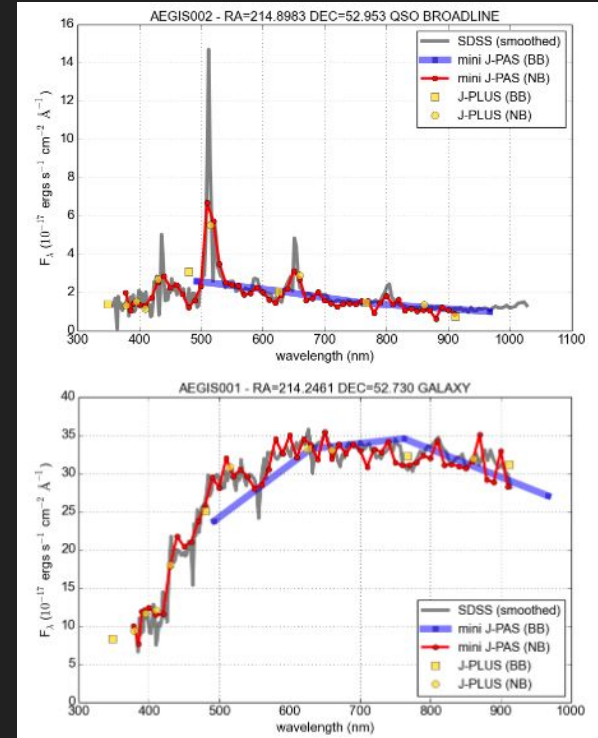 AEGIS002 - RA=214.8983 DEC=52.953 QSO BROADLINE
16
14
12
10
8
6
4
2
0
F_λ (10⁻¹⁷ ergs s⁻¹ cm⁻² Å⁻¹)
SDSS (smoothed)
mini J-PAS (BB)
mini J-PAS (NB)
J-PLUS (BB)
J-PLUS (NB)
300 400 500 600 700 800 900 1000 1100
wavelength (nm)
AEGIS001 - RA=214.2461 DEC=52.730 GALAXY
40
35
30
25
20
15
10
5
0
F_λ (10⁻¹⁷ ergs s⁻¹ cm⁻² Å⁻¹)
SDSS (smoothed)
mini J-PAS (BB)
mini J-PAS (NB)
J-PLUS (BB)
J-PLUS (NB)
300 400 500 600 700 800 900 1000
wavelength (nm)